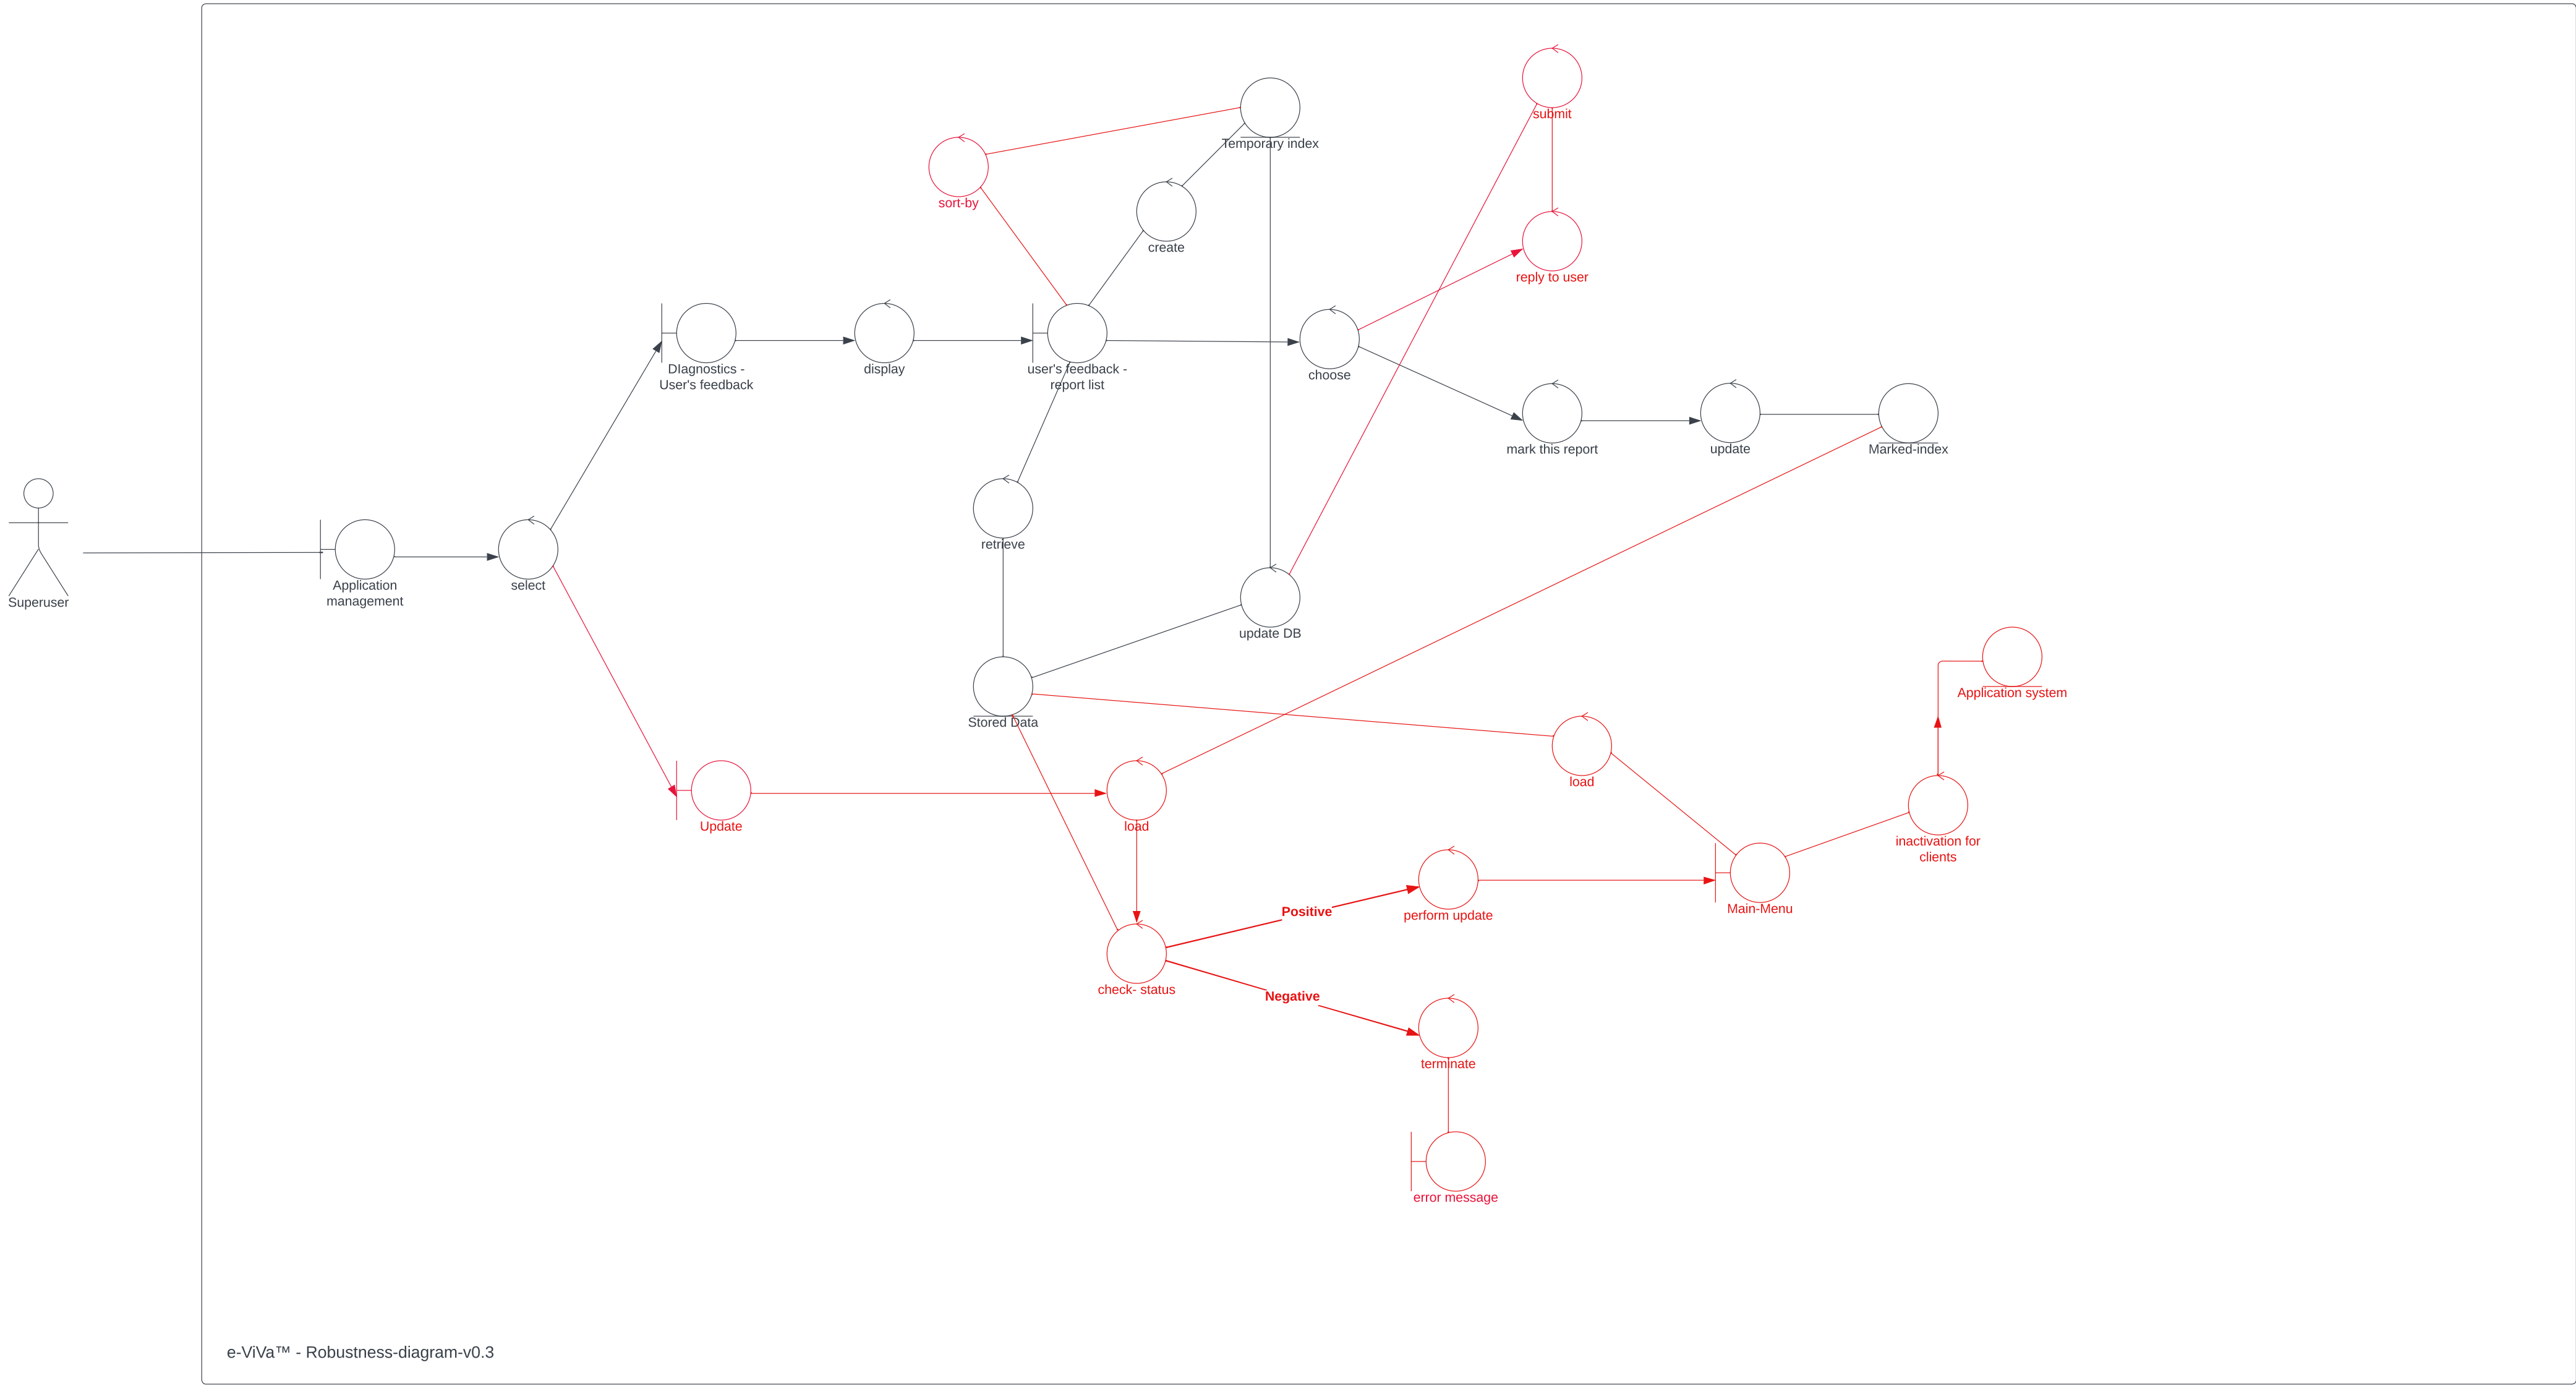 submit
Temporary index
sort-by
create
reply to user
DIagnostics -
User's feedback
display
user's feedback -
report list
choose
mark this report
update
Marked-index
retrieve
Application
management
select
Superuser
update DB
Application system
Stored Data
load
Update
load
inactivation for
clients
Positive
perform update
Main-Menu
check- status
Negative
terminate
error message
e-ViVa™ - Robustness-diagram-v0.3